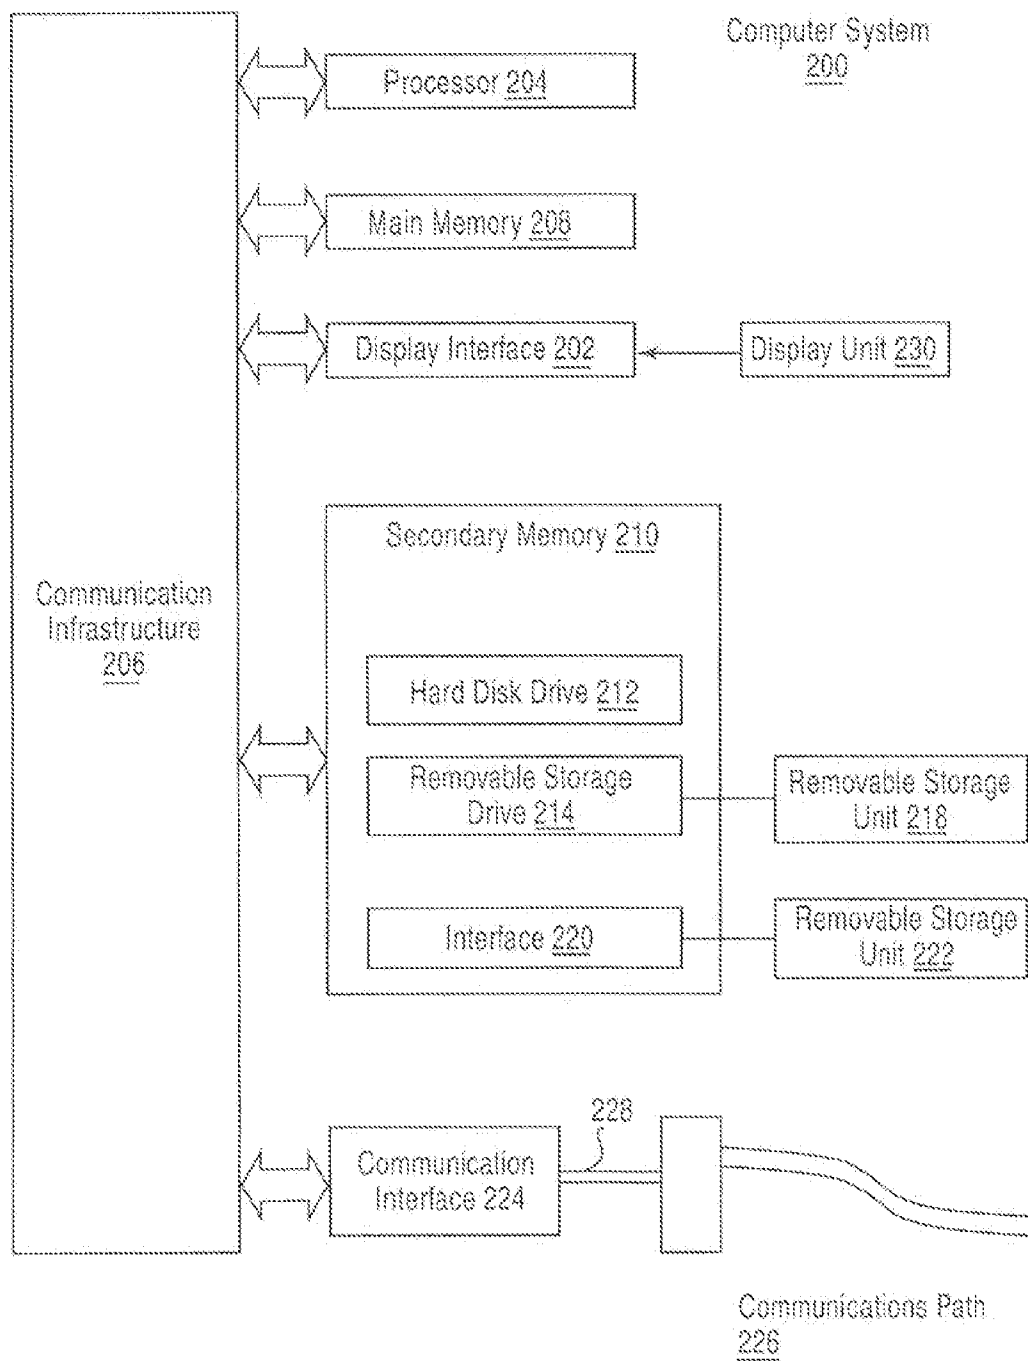 Computer System
200
Processor 204
Main Memory 208
Display Interface 202
Display Unit 230
Secondary Memory 210
Communication
Infrastructure
206
Hard Disk Drive 212
Removable Storage
Drive 214
Removable Storage
Unit 218
Interface 220
Removable Storage
Unit 222
228
Communication
Interface 224
Communications Path
226